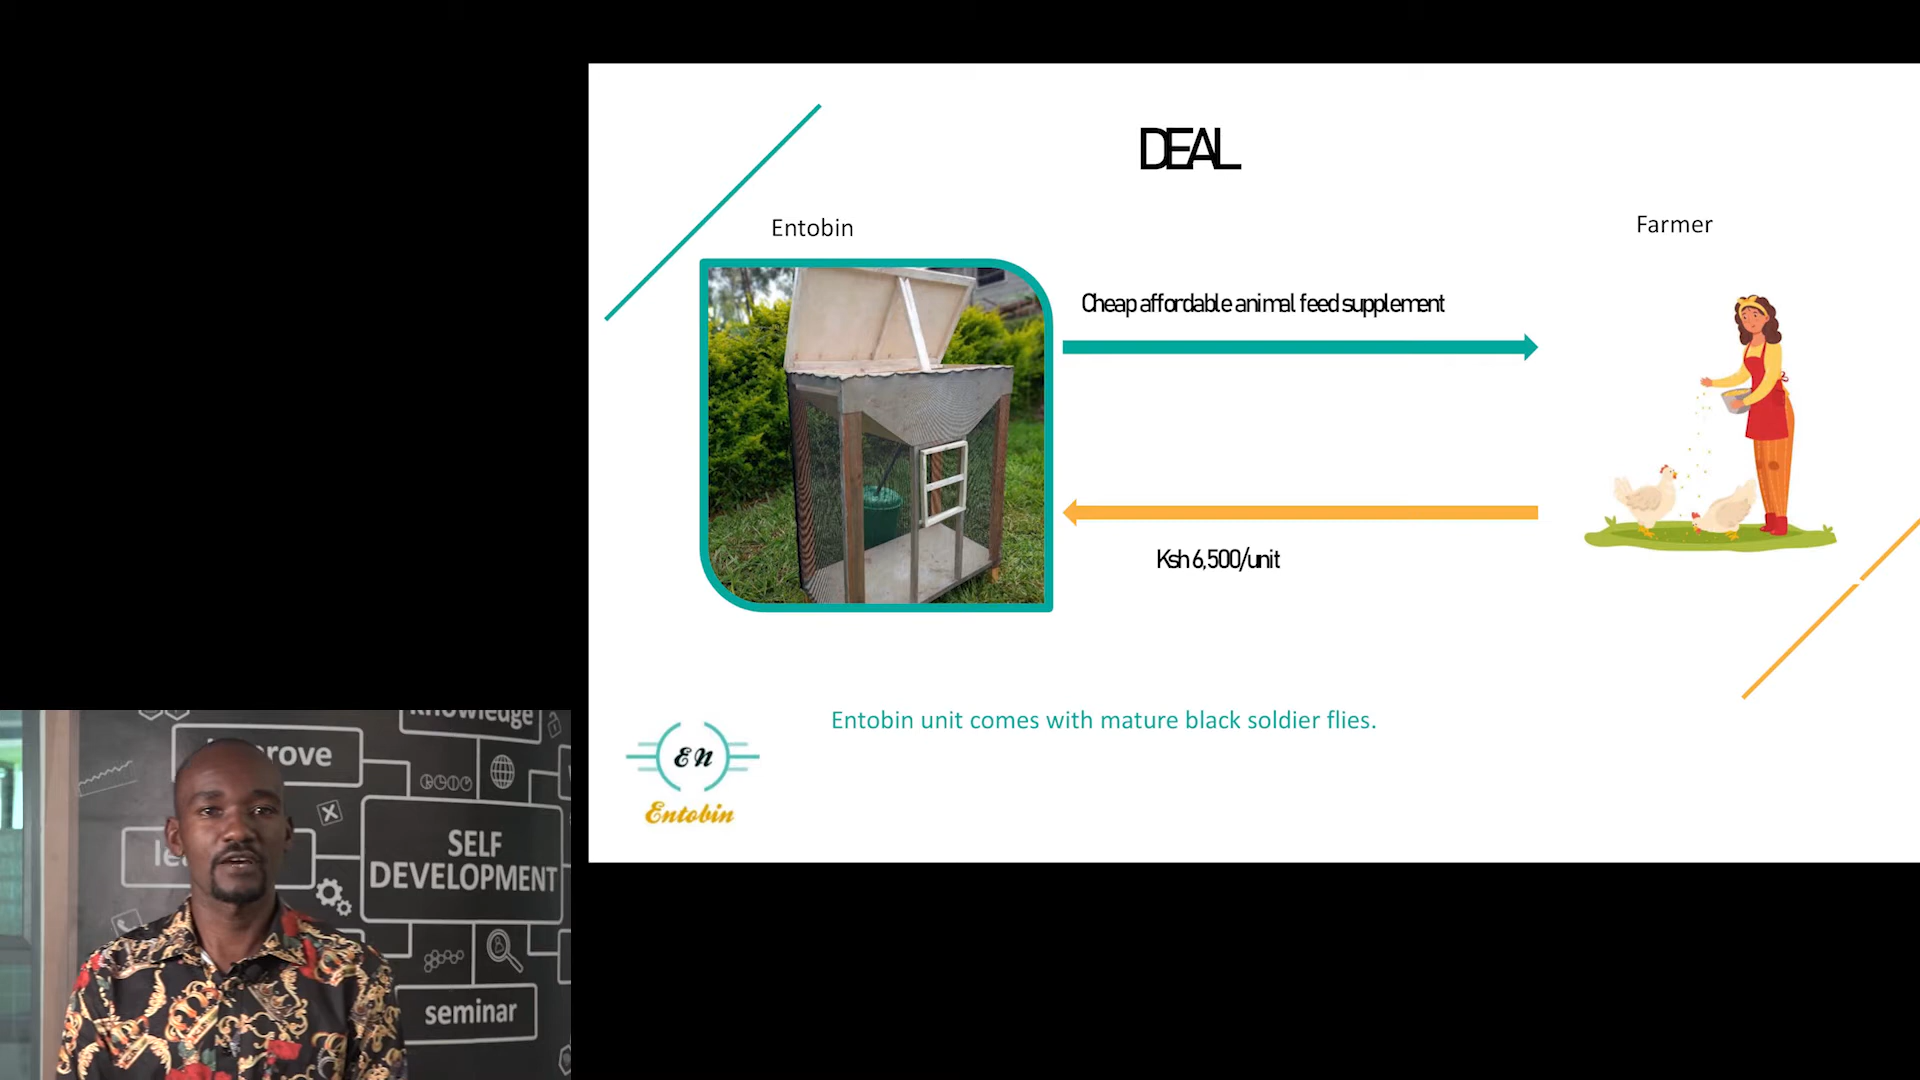 DEAL
Entobin
Farmer
Cheap affordable animal feed supplement
Ksh 6,500/unit
Entobin unit comes with mature black soldier flies.
EN
Entobin
knowledge
SELF
DEVELOPMENT
seminar